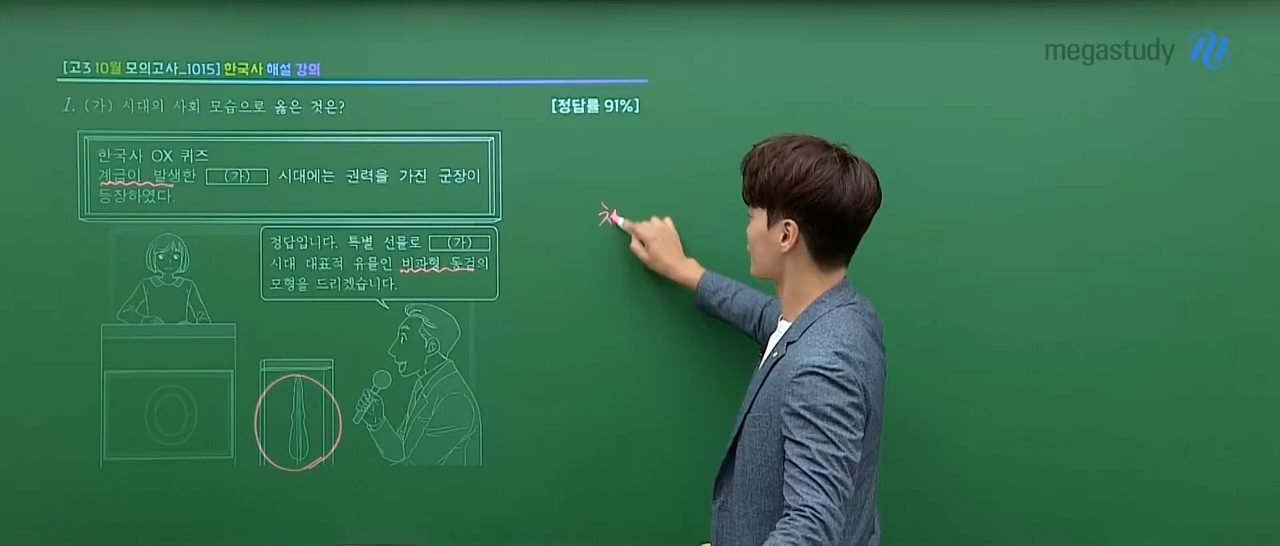 megastudy
[고3 10월 모의고사_1015] 한국사 해설 강의
1. (가) 시대의 사회 모습으로 옳은 것은? [정답률 91%]
한국사 OX 퀴즈
계급이 발생한 (가) 시대에는 권력을 가진 군장이
등장하였다.
정답입니다. 특별 선물로 (가)
시대 대표적 유물인 비파형 동검의
모형을 드리겠습니다.